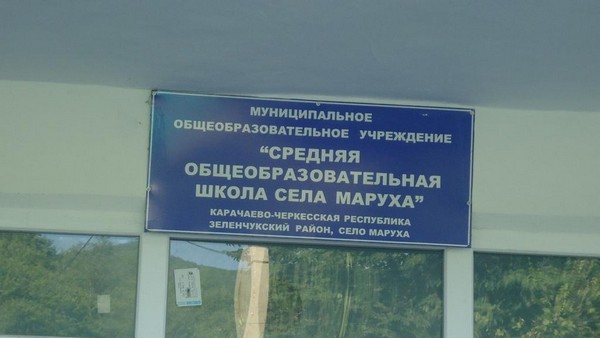 МУНИЦИПАЛЬНОЕ
ОБЩЕОБРАЗОВАТЕЛЬНОЕ УЧРЕЖДЕНИЕ
“СРЕДНЯЯ
ОБЩЕОБРАЗОВАТЕЛЬНАЯ
ШКОЛА СЕЛА МАРУХА”
КАРАЧАЕВО-ЧЕРКЕССКАЯ РЕСПУБЛИКА
ЗЕЛЕНЧУКСКИЙ РАЙОН, СЕЛО МАРУХА